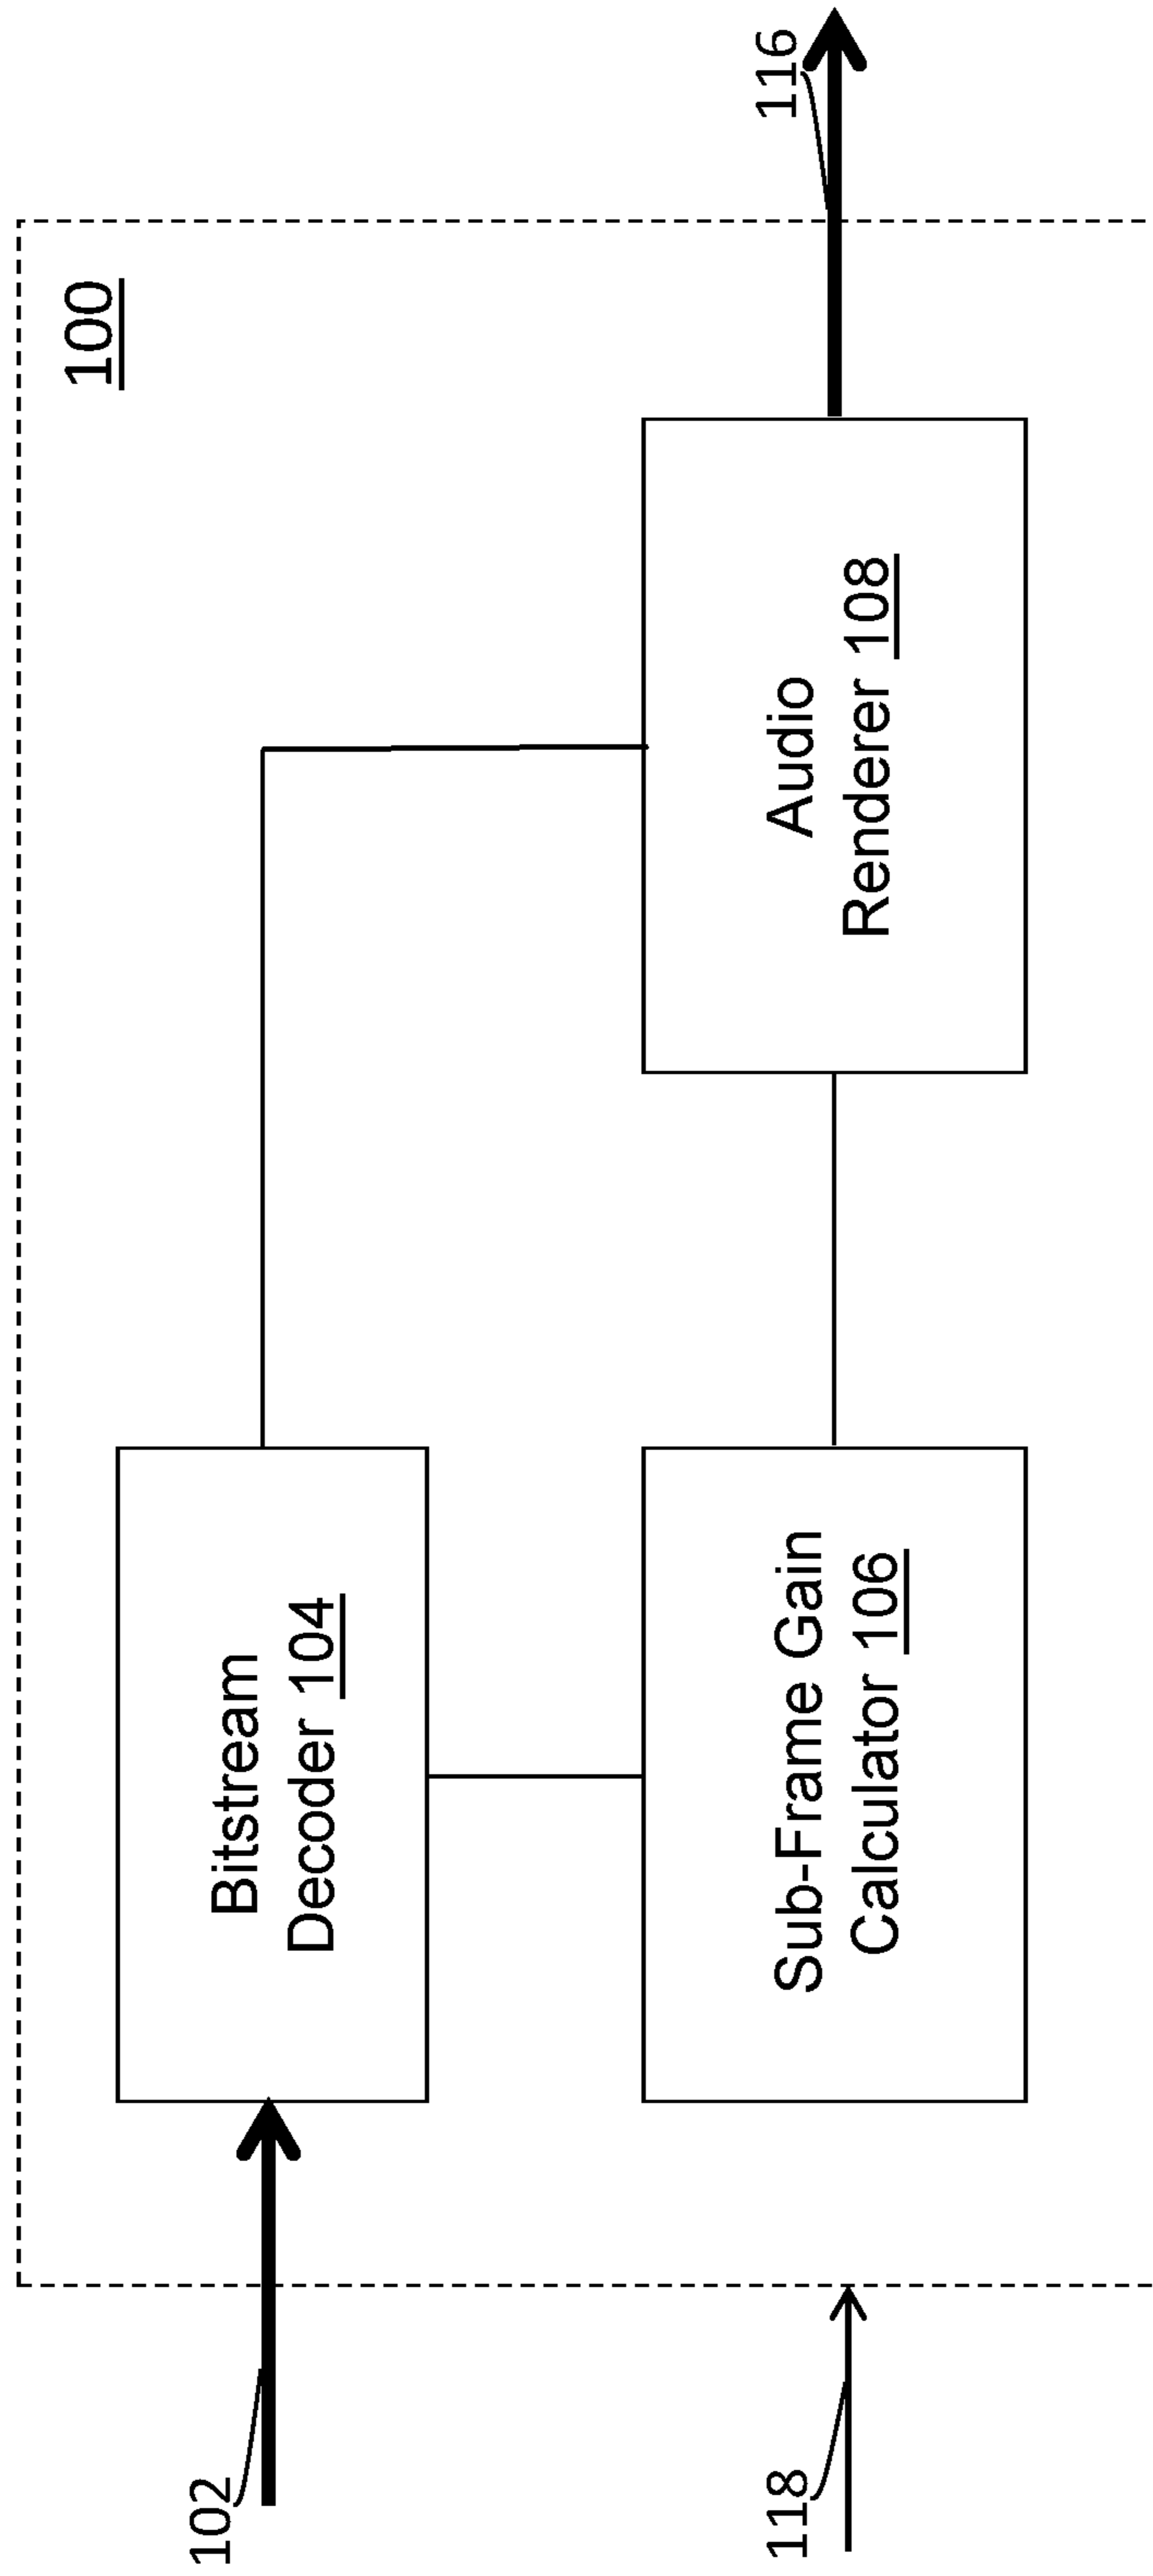 100
102
Bitstream
Decoder 104
116
118
Sub-Frame Gain
Calculator 106
Audio
Renderer 108